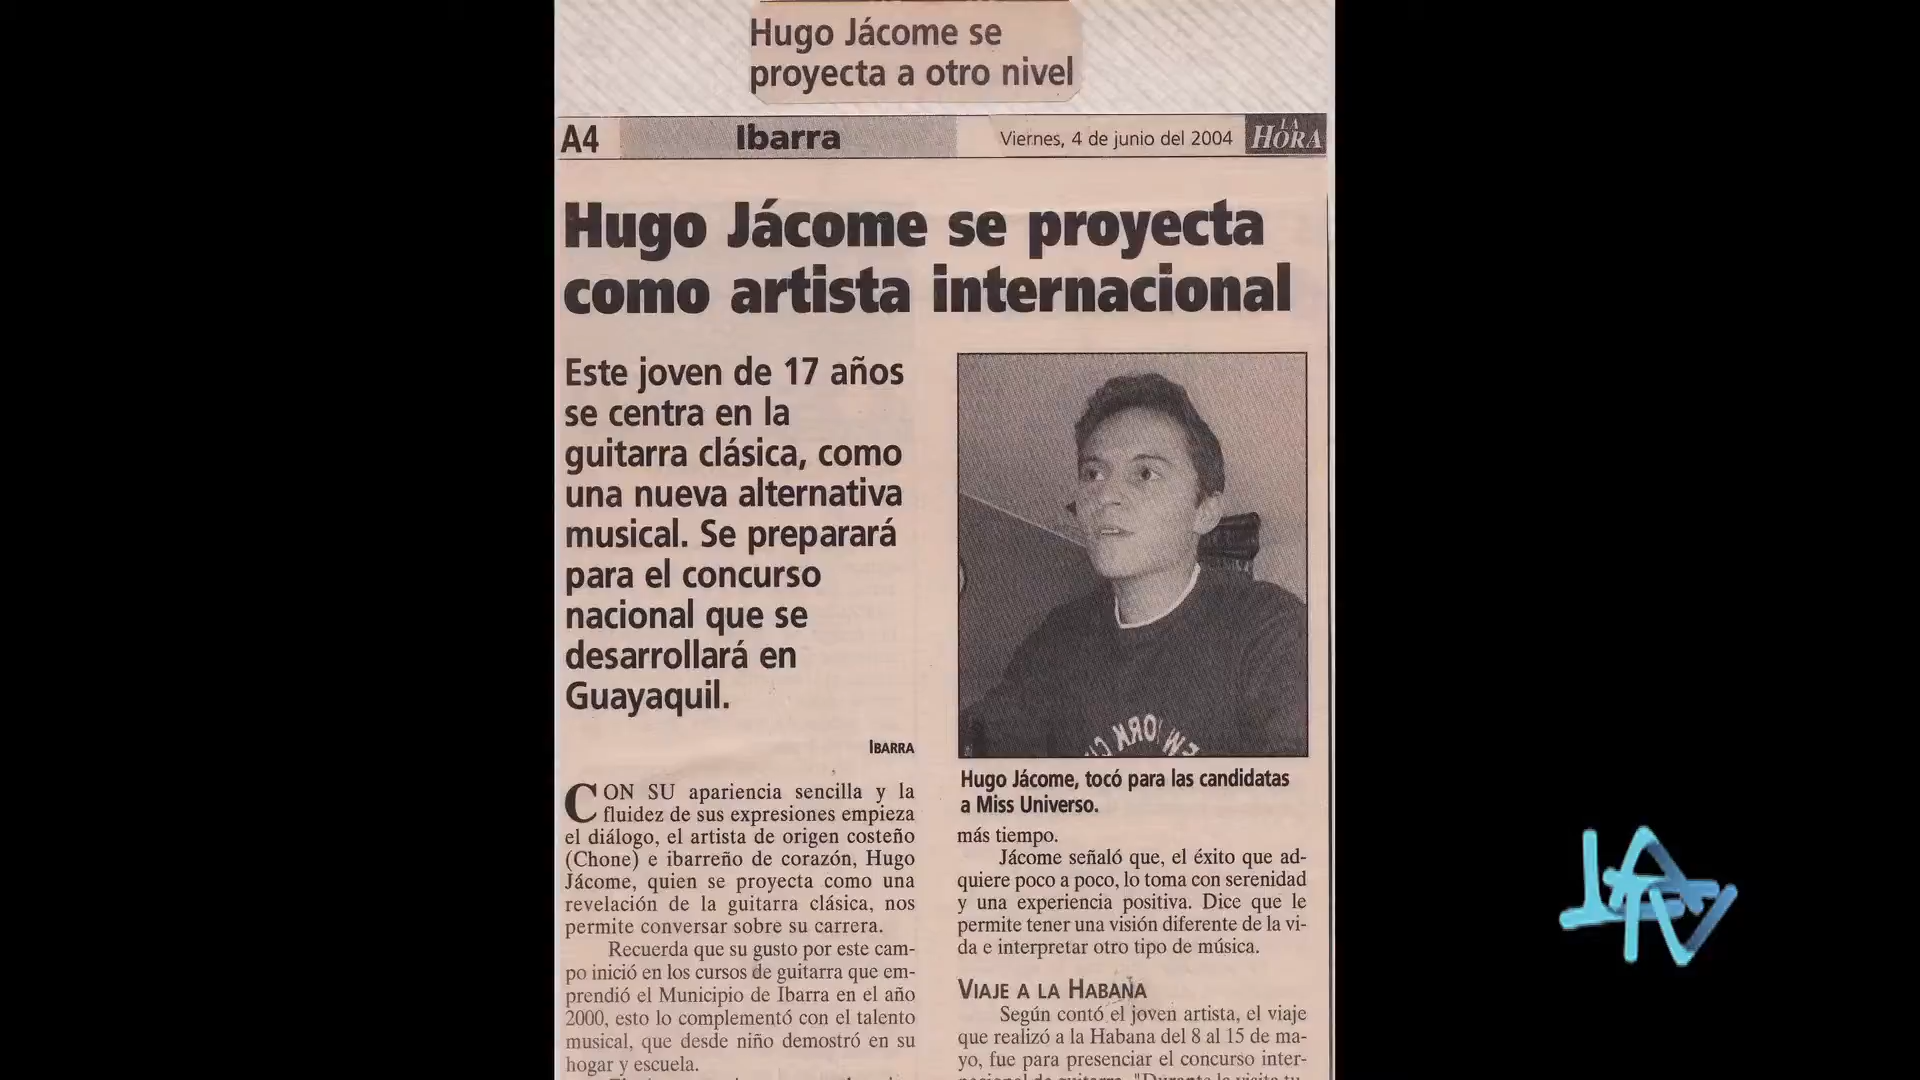 Hugo Jácome se
proyecta a otro nivel
A4
Ibarra
Viernes, 4 de junio del 2004
LA HORA
Hugo Jácome se proyecta
como artista internacional
Este joven de 17 años
se centra en la
guitarra clásica, como
una nueva alternativa
musical. Se preparará
para el concurso
nacional que se
desarrollará en
Guayaquil.
IBARRA
CON SU apariencia sencilla y la
fluidez de sus expresiones empieza
el diálogo, el artista de origen costeño
(Chone) e ibarreño de corazón, Hugo
Jácome, quien se proyecta como una
revelación de la guitarra clásica, nos
permite conversar sobre su carrera.
Recuerda que su gusto por este cam-
po inició en los cursos de guitarra que em-
prendió el Municipio de Ibarra en el año
2000, esto lo complementó con el talento
musical, que desde niño demostró en su
hogar y escuela.
NEW YORK
Hugo Jácome, tocó para las candidatas
a Miss Universo.
más tiempo.
Jácome señaló que, el éxito que ad-
quiere poco a poco, lo toma con serenidad
y una experiencia positiva. Dice que le
permite tener una visión diferente de la vi-
da e interpretar otro tipo de música.
VIAJE A LA HABANA
Según contó el joven artista, el viaje
que realizó a la Habana del 8 al 15 de ma-
yo, fue para presenciar el concurso inter-